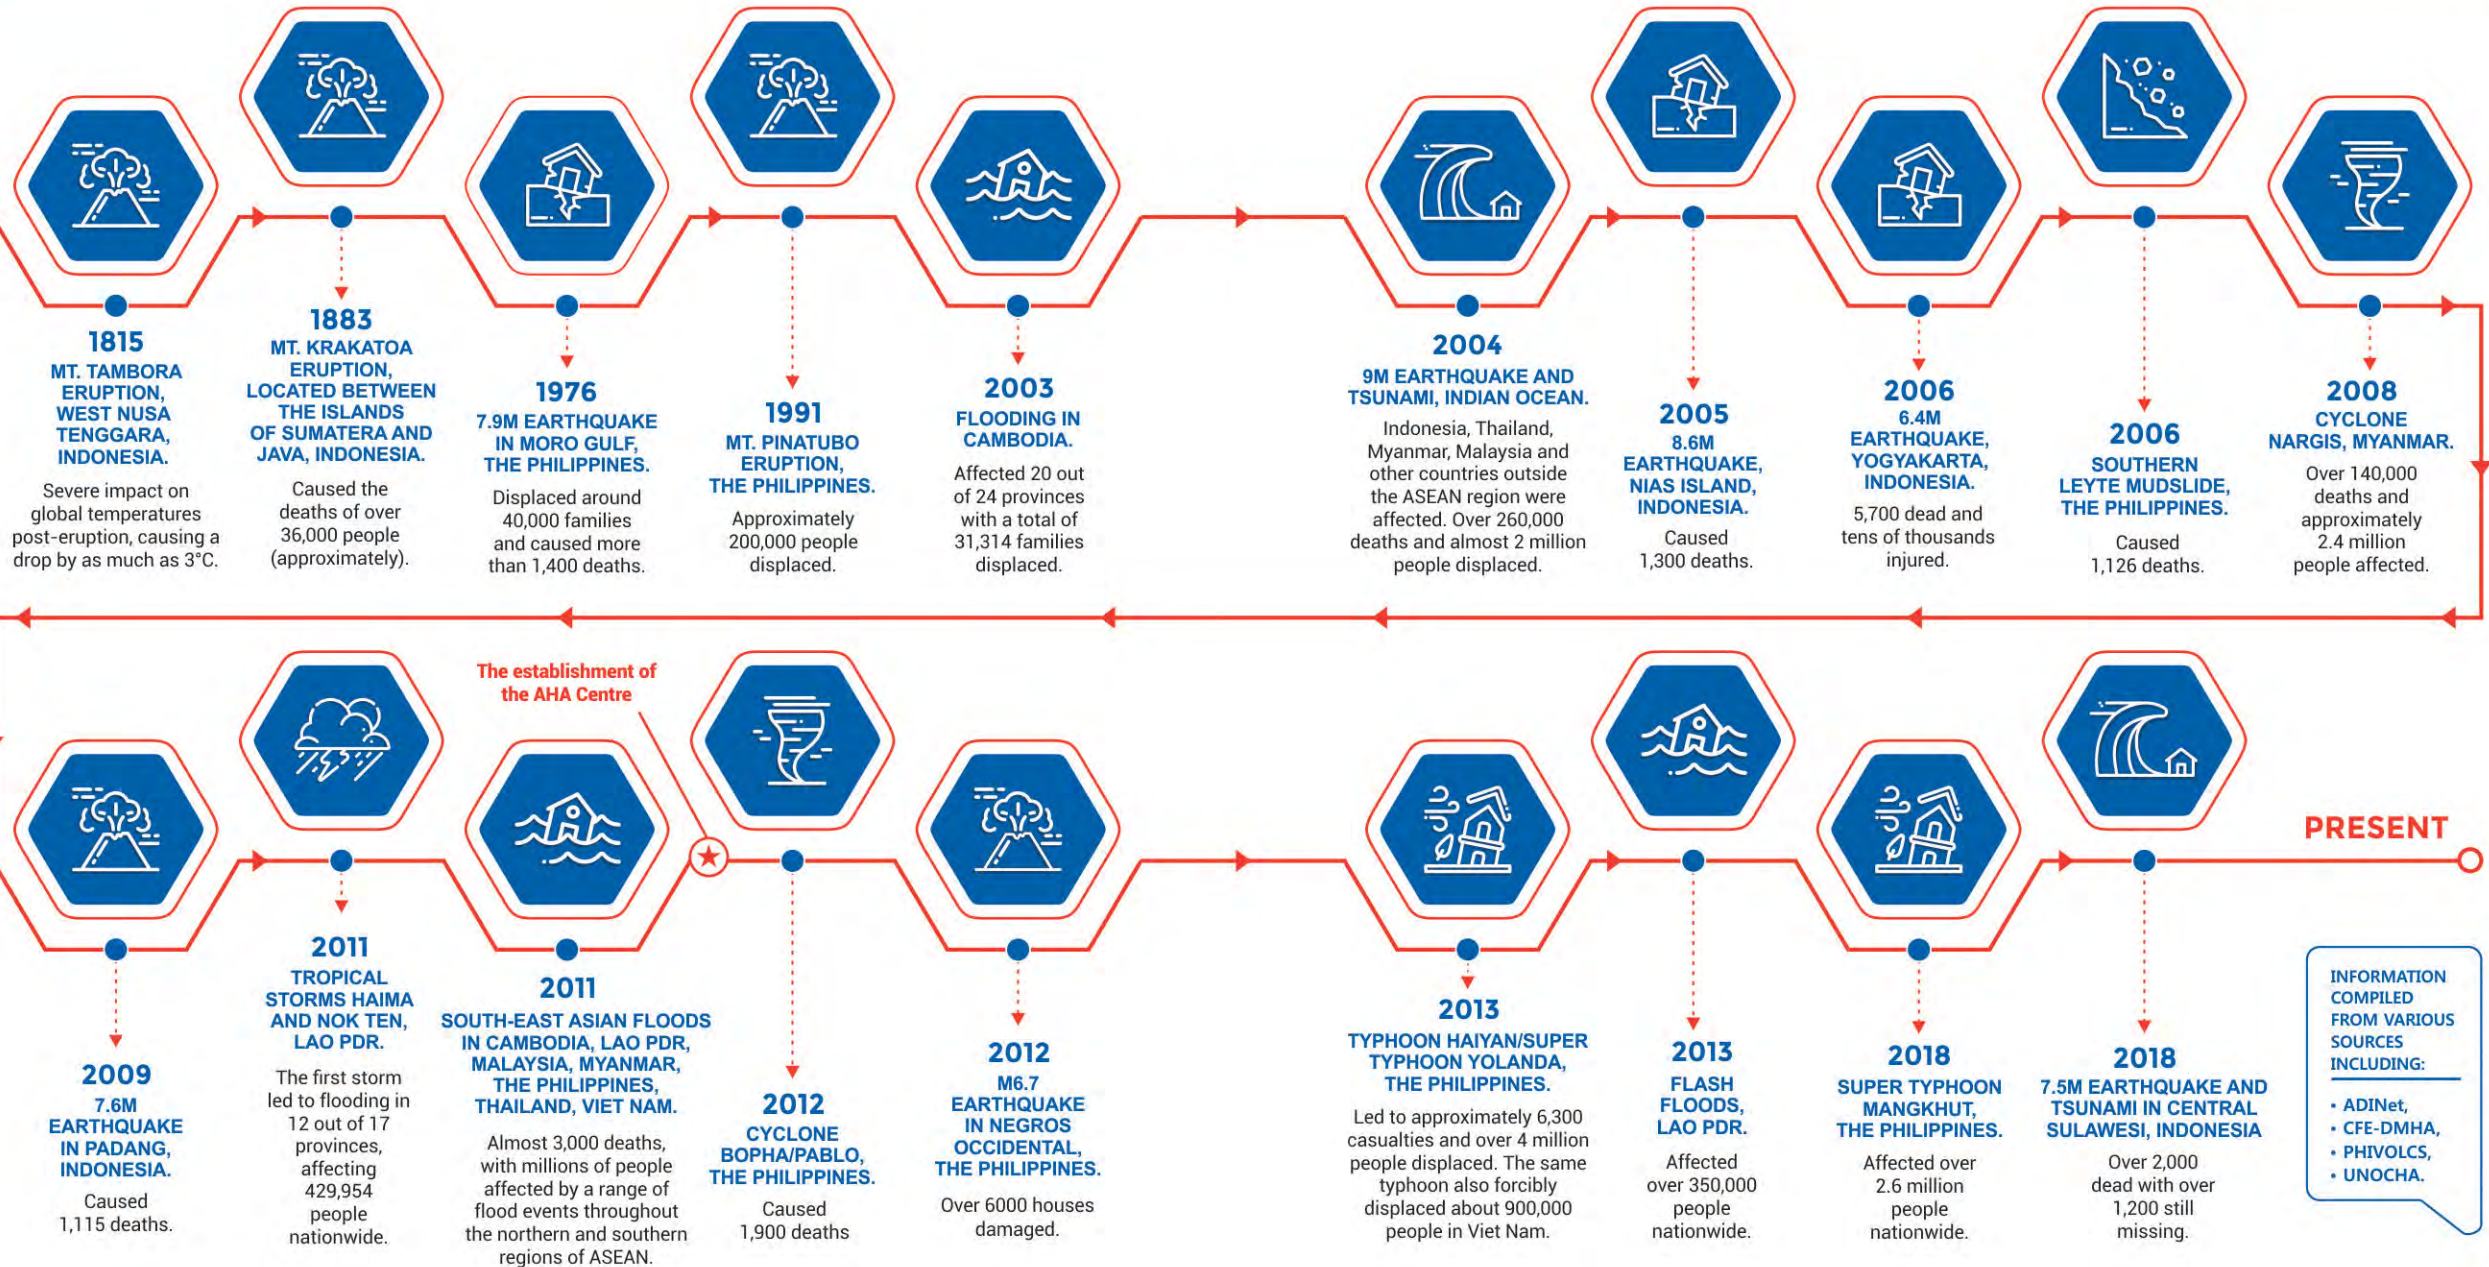 1815
MT. TAMBORA
ERUPTION,
WEST NUSA
TENGGARA,
INDONESIA.
Severe impact on
global temperatures
post-eruption, causing a
drop by as much as 3°C.
1883
MT. KRAKATOA
ERUPTION,
LOCATED BETWEEN
THE ISLANDS
OF SUMATERA AND
JAVA, INDONESIA.
Caused the
deaths of over
36,000 people
(approximately).
1976
7.9M EARTHQUAKE
IN MORO GULF,
THE PHILIPPINES.
Displaced around
40,000 families
and caused more
than 1,400 deaths.
1991
MT. PINATUBO
ERUPTION,
THE PHILIPPINES.
Approximately
200,000 people
displaced.
2003
FLOODING IN
CAMBODIA.
Affected 20 out
of 24 provinces
with a total of
31,314 families
displaced.
2004
9M EARTHQUAKE AND
TSUNAMI, INDIAN OCEAN.
Indonesia, Thailand,
Myanmar, Malaysia and
other countries outside
the ASEAN region were
affected. Over 260,000
deaths and almost 2 million
people displaced.
2005
8.6M
EARTHQUAKE,
NIAS ISLAND,
INDONESIA.
Caused
1,300 deaths.
2006
6.4M
EARTHQUAKE,
YOGYAKARTA,
INDONESIA.
5,700 dead and
tens of thousands
injured.
2006
SOUTHERN
LEYTE MUDSLIDE,
THE PHILIPPINES.
Caused
1,126 deaths.
2008
CYCLONE
NARGIS, MYANMAR.
Over 140,000
deaths and
approximately
2.4 million
people affected.
2009
7.6M
EARTHQUAKE
IN PADANG,
INDONESIA.
Caused
1,115 deaths.
2011
TROPICAL
STORMS HAIMA
AND NOK TEN,
LAO PDR.
The first storm
led to flooding in
12 out of 17
provinces,
affecting
429,954
people
nationwide.
2011
SOUTH-EAST ASIAN FLOODS
IN CAMBODIA, LAO PDR,
MALAYSIA, MYANMAR,
THE PHILIPPINES,
THAILAND, VIET NAM.
Almost 3,000 deaths,
with millions of people
affected by a range of
flood events throughout
the northern and southern
regions of ASEAN.
The establishment of
the AHA Centre
2012
CYCLONE
BOPHA/PABLO,
THE PHILIPPINES.
Caused
1,900 deaths
2012
M6.7
EARTHQUAKE
IN NEGROS
OCCIDENTAL,
THE PHILIPPINES.
Over 6000 houses
damaged.
2013
TYPHOON HAIYAN/SUPER
TYPHOON YOLANDA,
THE PHILIPPINES.
Led to approximately 6,300
casualties and over 4 million
people displaced. The same
typhoon also forcibly
displaced about 900,000
people in Viet Nam.
2013
FLASH
FLOODS,
LAO PDR.
Affected
over 350,000
people
nationwide.
2018
SUPER TYPHOON
MANGKHUT,
THE PHILIPPINES.
Affected over
2.6 million
people
nationwide.
2018
7.5M EARTHQUAKE AND
TSUNAMI IN CENTRAL
SULAWESI, INDONESIA
Over 2,000
dead with over
1,200 still
missing.
PRESENT
INFORMATION
COMPILED
FROM VARIOUS
SOURCES
INCLUDING:
• ADINet,
• CFE-DMHA,
• PHIVOLCS,
• UNOCHA.